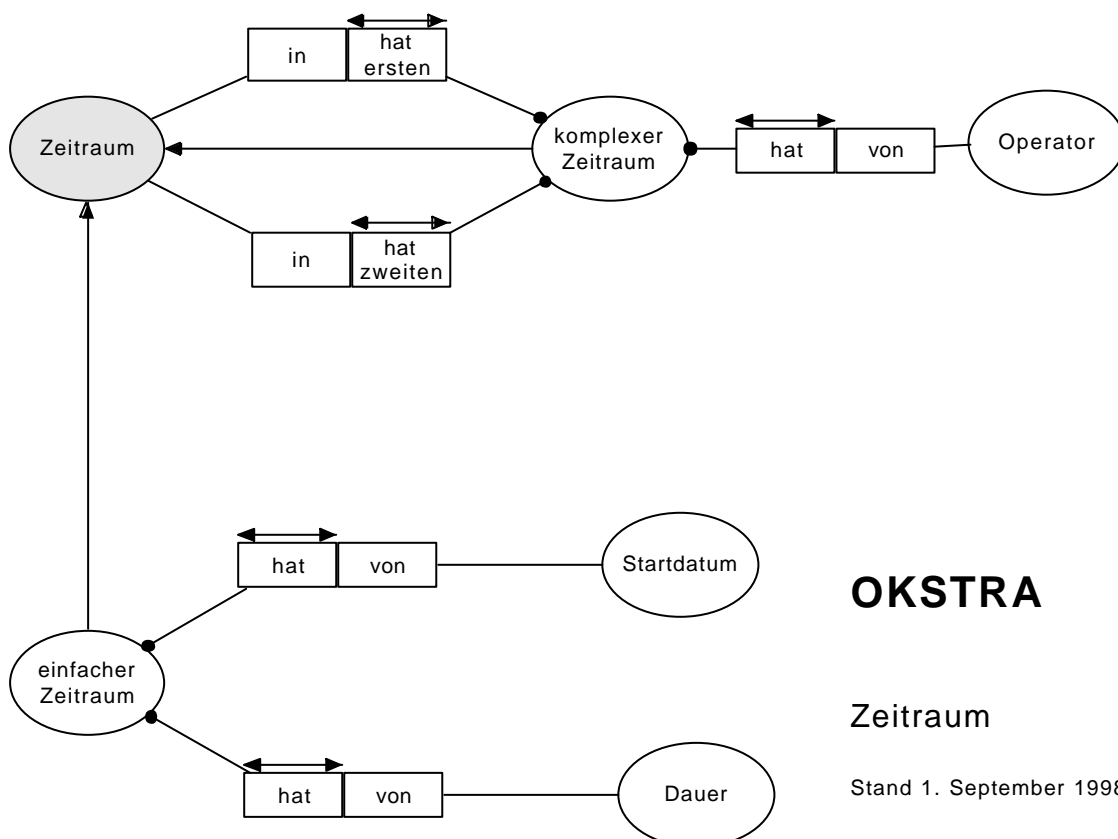 in
hat
ersten
Zeitraum
komplexer
Zeitraum
hat
von
Operator
in
hat
zweiten
hat
von
Startdatum
OKSTRA
einfacher
Zeitraum
Zeitraum
hat
von
Dauer
Stand 1. September 1998